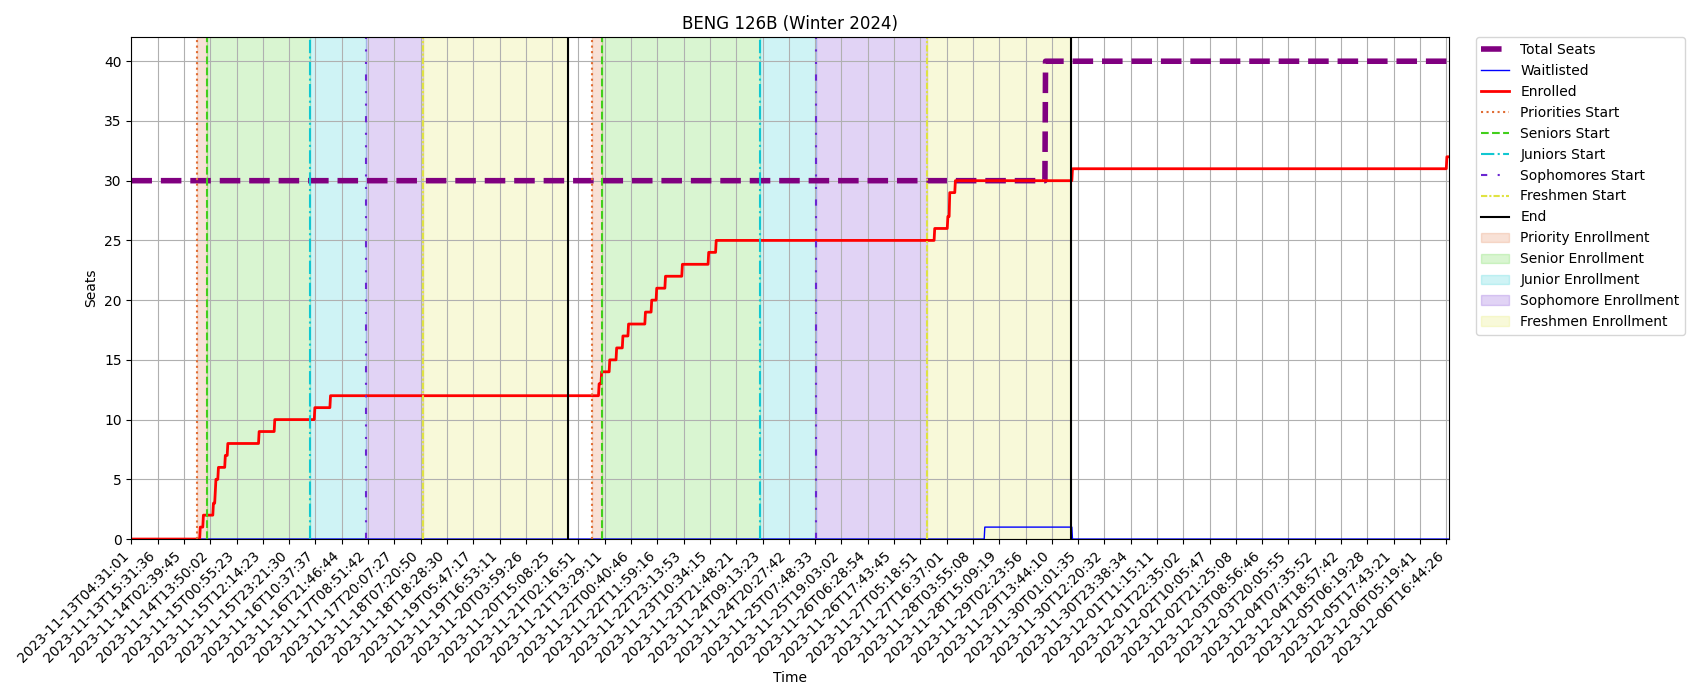 BENG 126B (Winter 2024)
Seats
40
35
30
25
20
15
10
5
0
2023-11-13T04:31:01
2023-11-13T15:31:36
2023-11-14T02:39:45
2023-11-14T13:50:02
2023-11-15T00:55:23
2023-11-15T12:14:23
2023-11-15T23:21:30
2023-11-16T10:37:37
2023-11-16T21:46:44
2023-11-17T08:51:42
2023-11-17T20:07:27
2023-11-18T07:20:50
2023-11-18T18:28:30
2023-11-19T05:47:17
2023-11-19T16:53:11
2023-11-20T03:59:26
2023-11-20T15:08:25
2023-11-21T02:16:51
2023-11-21T13:29:11
2023-11-22T00:40:46
2023-11-22T11:59:16
2023-11-22T23:13:53
2023-11-23T10:34:15
2023-11-23T21:48:21
2023-11-24T09:13:23
2023-11-24T20:27:42
2023-11-25T07:48:33
2023-11-25T19:03:02
2023-11-26T06:28:54
2023-11-26T17:43:45
2023-11-27T05:18:51
2023-11-27T16:37:01
2023-11-28T03:55:08
2023-11-28T15:09:19
2023-11-29T02:23:56
2023-11-29T13:44:10
2023-11-30T01:01:35
2023-11-30T12:20:32
2023-11-30T23:38:34
2023-12-01T11:15:11
2023-12-01T22:35:02
2023-12-02T10:05:47
2023-12-02T21:25:08
2023-12-03T08:56:46
2023-12-03T20:05:55
2023-12-04T07:35:52
2023-12-04T18:57:42
2023-12-05T06:19:28
2023-12-05T17:43:21
2023-12-06T05:19:41
2023-12-06T16:44:26
Time
Total Seats
Waitlisted
Enrolled
Priorities Start
Seniors Start
Juniors Start
Sophomores Start
Freshmen Start
End
Priority Enrollment
Senior Enrollment
Junior Enrollment
Sophomore Enrollment
Freshmen Enrollment